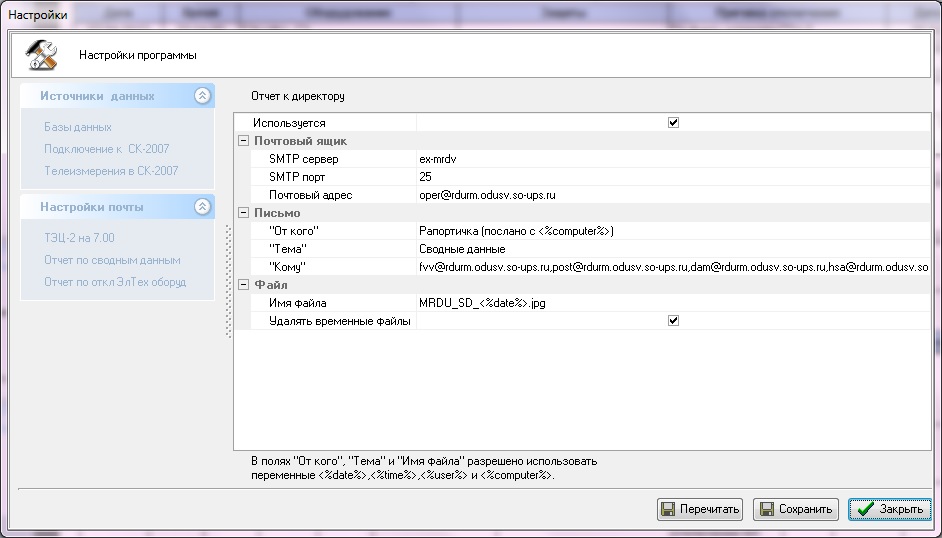 Настройки
Настройки программы
Источники данных
Базы данных
Подключение к СК-2007
Телеизмерения в СК-2007
Настройки почты
ТЭЦ-2 на 7.00
Отчет по сводным данным
Отчет по откл ЭлТех оборуд
Отчет к директору
Используется
Почтовый ящик
SMTP сервер ex-mrdv
SMTP порт 25
Почтовый адрес oper@rdurm.odusv.so-ups.ru
Письмо
"От кого" Рапортичка (послано с <%computer%>)
"Тема" Сводные данные
"Кому" fvv@rdurm.odusv.so-ups.ru,post@rdurm.odusv.so-ups.ru,dam@rdurm.odusv.so-ups.ru,hsa@rdurm.odusv.so
Файл
Имя файла MRDU_SD_<%date%>.jpg
Удалять временные файлы
В полях "От кого", "Тема" и "Имя Файла" разрешено использовать
переменные <%date%>,<%time%>,<%user%> и <%computer%>.
Перечитать Сохранить Закрыть